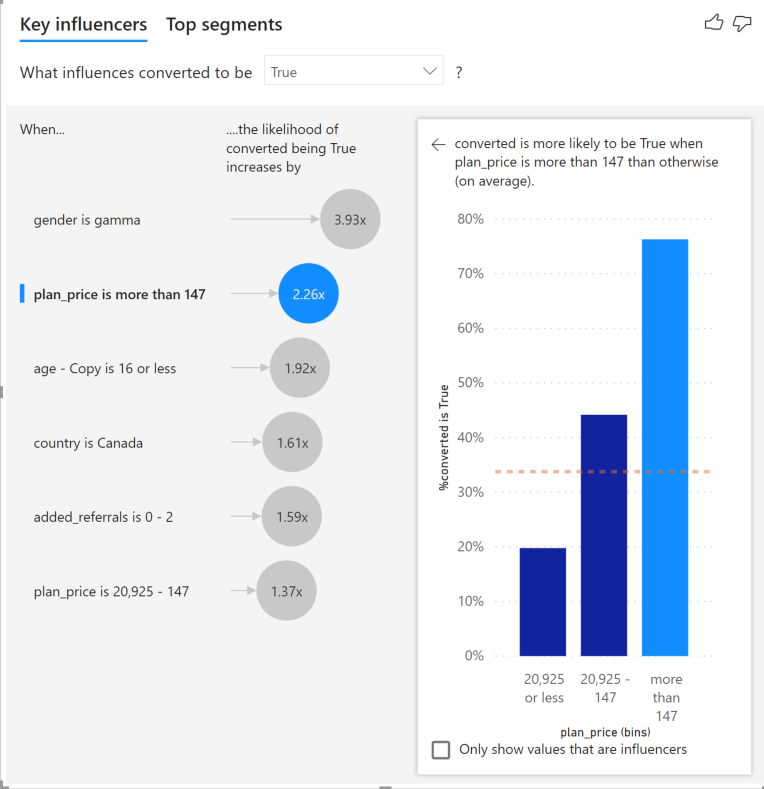 Key influencers Top segments
What influences converted to be True ?
When...
....the likelihood of
converted being True
increases by
gender is gamma
3.93x
plan_price is more than 147
2.26x
age - Copy is 16 or less
1.92x
country is Canada
1.61x
added_referrals is 0 - 2
1.59x
plan_price is 20,925 - 147
1.37x
converted is more likely to be True when
plan_price is more than 147 than otherwise
(on average).
%converted is True
80%
70%
60%
50%
40%
30%
20%
10%
0%
20,925
or less
20,925 -
147
more
than
147
plan_price (bins)
Only show values that are influencers